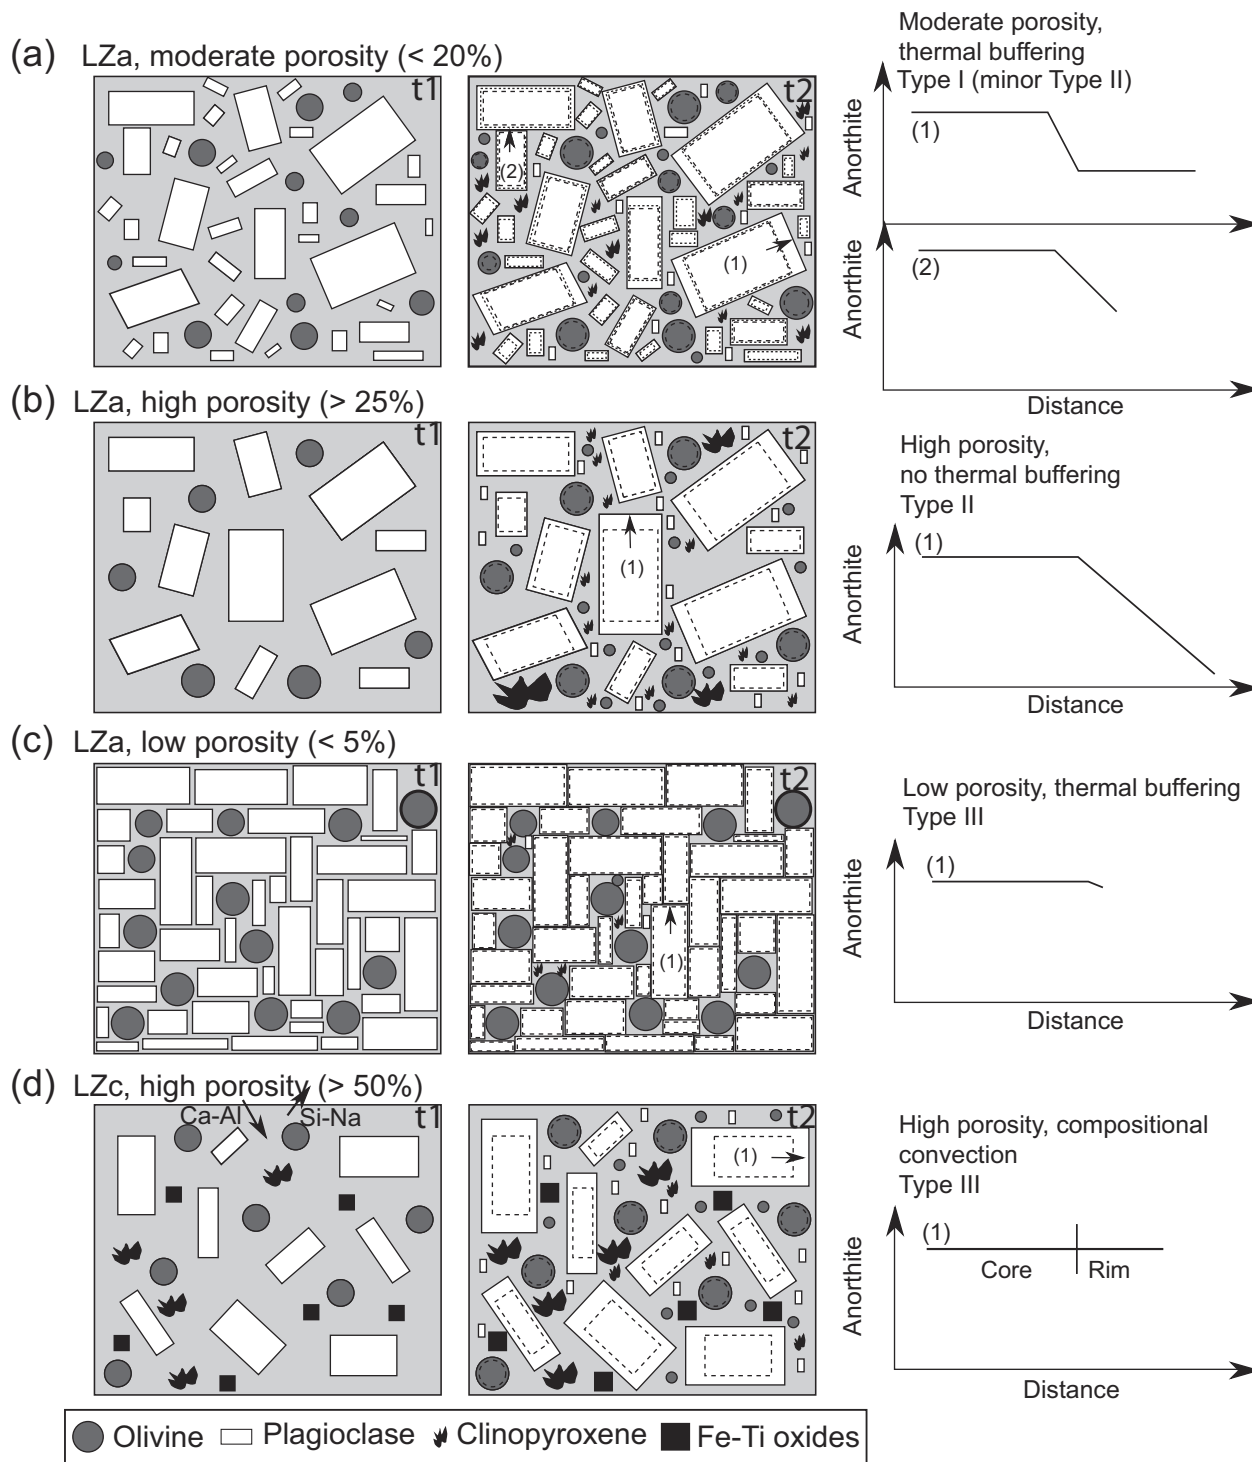 (a) LZa, moderate porosity (< 20%)
t1
t2
(2)
(1)
Moderate porosity,
thermal buffering
Type I (minor Type II)
Anorthite
(1)
Anorthite
(2)
Distance
(b) LZa, high porosity (> 25%)
t1
t2
(1)
High porosity,
no thermal buffering
Type II
Anorthite
(1)
Distance
(c) LZa, low porosity (< 5%)
t1
t2
(1)
Low porosity, thermal buffering
Type III
Anorthite
(1)
Distance
(d) LZc, high porosity (> 50%)
Ca-Al
Si-Na
t1
t2
(1)
High porosity, compositional
convection
Type III
Anorthite
(1)
Core
Rim
Distance
Olivine Plagioclase Clinopyroxene Fe-Ti oxides